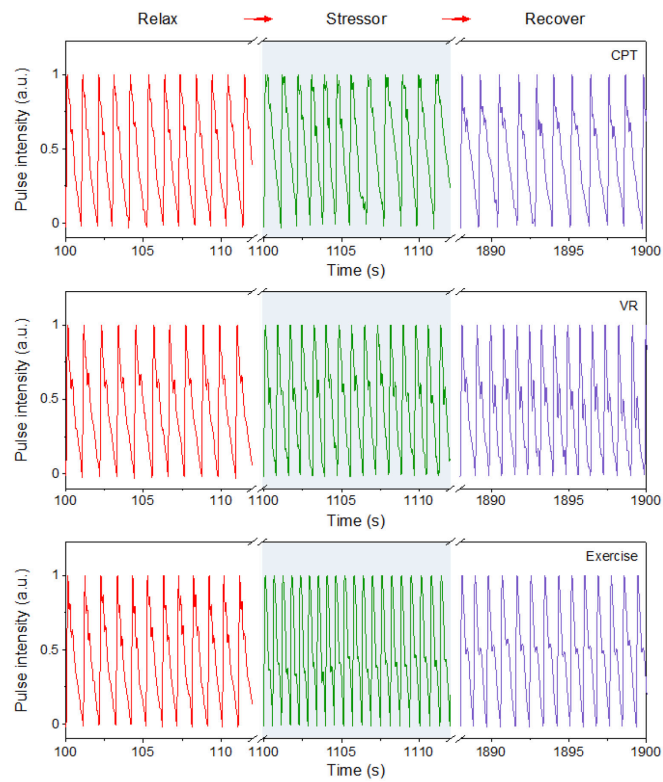 Relax Stressor Recover
CPT
Pulse intensity (a.u.)
1
0.5
0
100 105 110 1100 1105 1110 1890 1895 1900
Time (s)
VR
Pulse intensity (a.u.)
1
0.5
0
100 105 110 1100 1105 1110 1890 1895 1900
Time (s)
Exercise
Pulse intensity (a.u.)
1
0.5
0
100 105 110 1100 1105 1110 1890 1895 1900
Time (s)